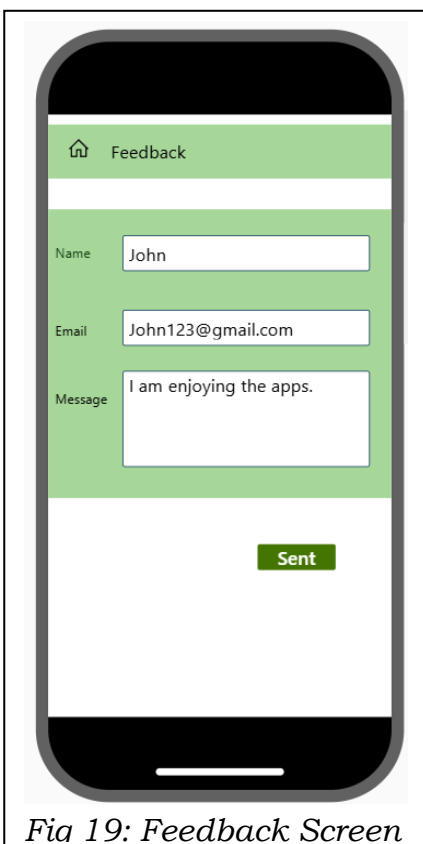 Feedback
Name John
Email John123@gmail.com
Message I am enjoying the apps.
Sent
Fig 19: Feedback Screen